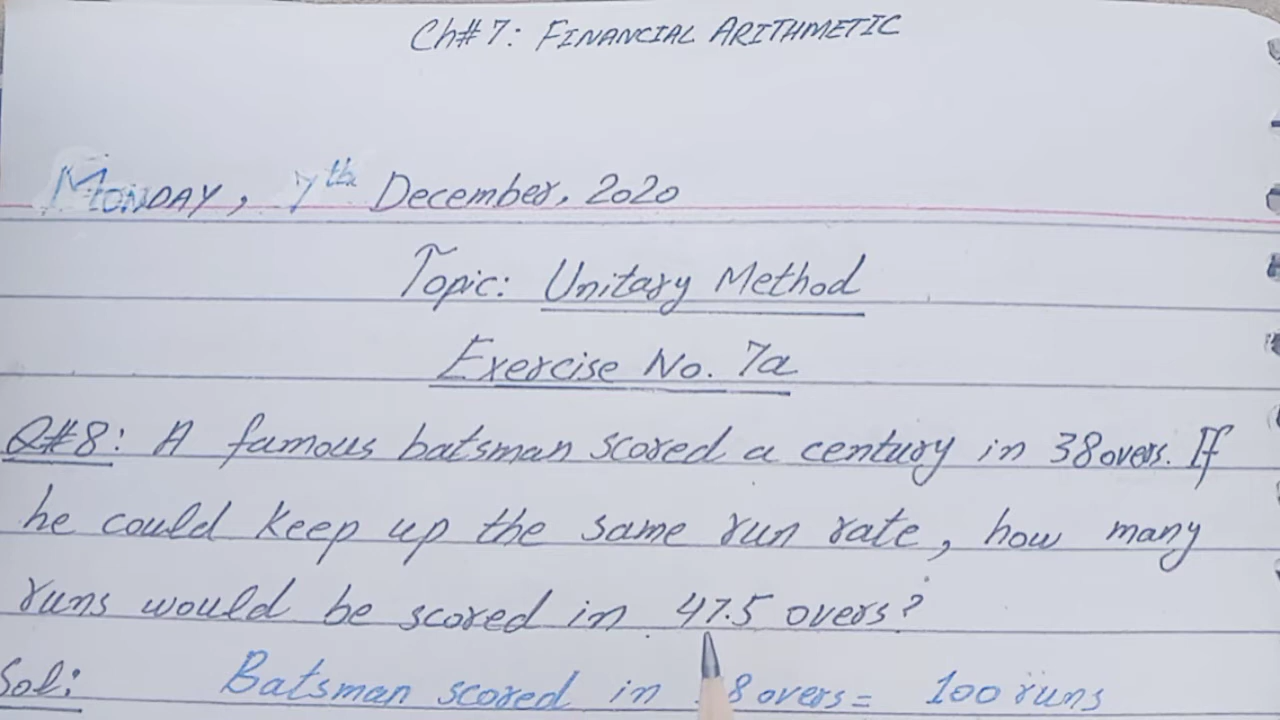 Ch#7: FINANCIAL ARITHMETIC
MONDAY, 7th December, 2020
Topic: Unitary Method
Exercise No. 7a
Q#8: A famous batsman scored a century in 38 overs. If
he could keep up the same run rate, how many
runs would be scored in 47.5 overs?
Sol: Batsman scored in 8 overs = 100 runs